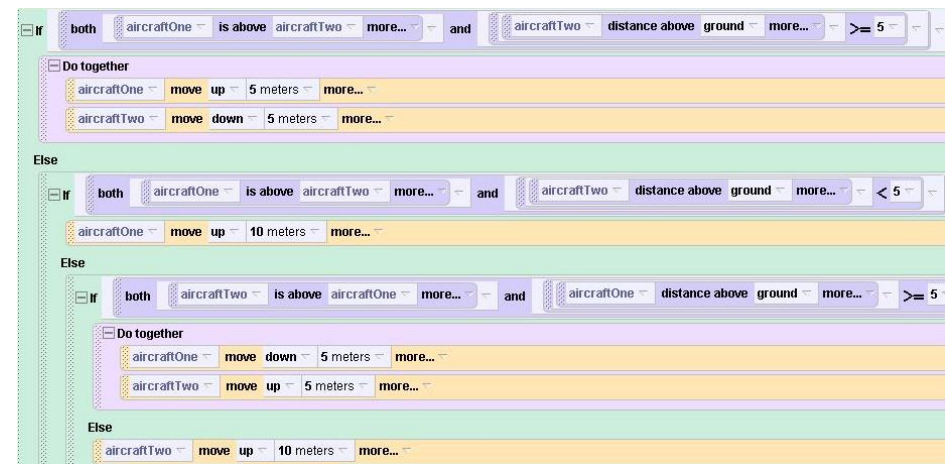 If both aircraftOne is above aircraftTwo more... and aircraftTwo distance above ground more... >= 5
Do together
aircraftOne move up 5 meters more...
aircraftTwo move down 5 meters more...
Else
If both aircraftOne is above aircraftTwo more... and aircraftTwo distance above ground more... < 5
aircraftOne move up 10 meters more...
Else
If both aircraftTwo is above aircraftOne more... and aircraftOne distance above ground more... >= 5
Do together
aircraftOne move down 5 meters more...
aircraftTwo move up 5 meters more...
Else
aircraftTwo move up 10 meters more...